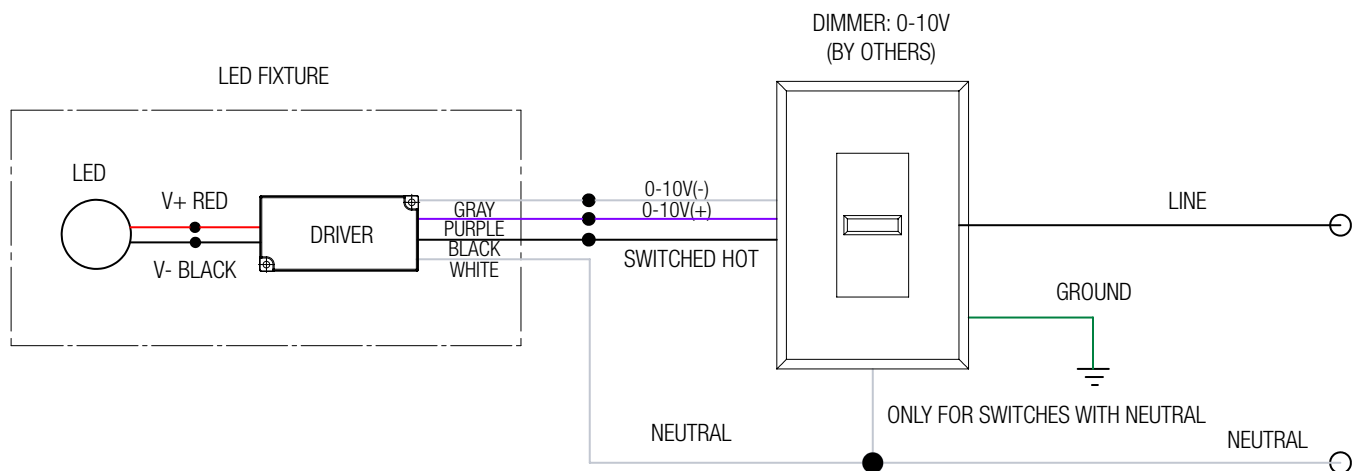 DIMMER: 0-10V
(BY OTHERS)
LED FIXTURE
LED
V+ RED
V- BLACK
DRIVER
GRAY
PURPLE
BLACK
WHITE
0-10V(-)
0-10V(+)
SWITCHED HOT
LINE
GROUND
ONLY FOR SWITCHES WITH NEUTRAL
NEUTRAL
NEUTRAL